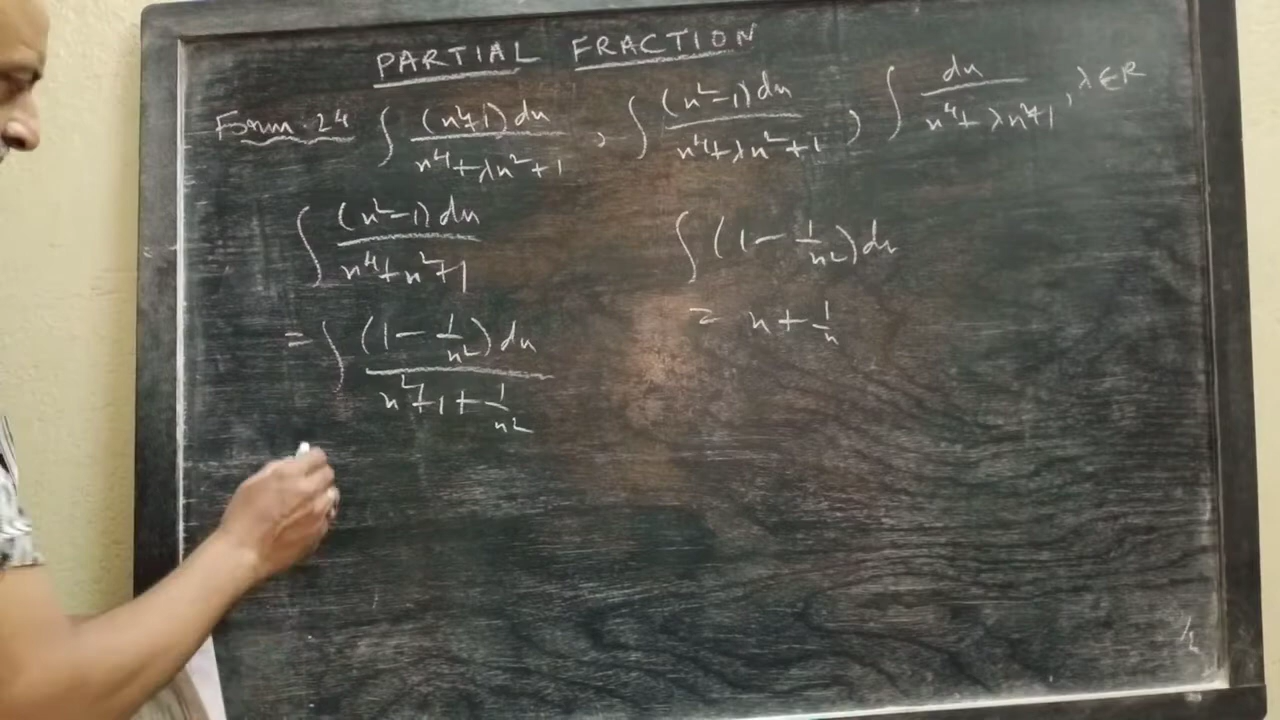 PARTIAL FRACTION
Form. 24 ∫ (x²+1)dx / x⁴+λx²+1 , ∫ (x²-1)dx / x⁴+λx²+1 , ∫ dx / x⁴+λx²+1 , λ∈R
∫ (x²-1)dx / x⁴+x²+1
= ∫ (1 - 1/x²)dx / x²+1+1/x²
∫ (1 - 1/x²)dx
= x + 1/x